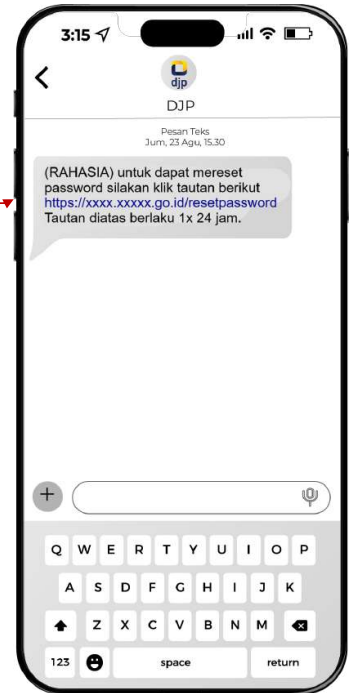 3:15
djp
DJP
Pesan Teks
Jum, 23 Agu, 15.30
(RAHASIA) untuk dapat mereset
password silakan klik tautan berikut
https://xxxx.xxxxx.go.id/resetpassword
Tautan diatas berlaku 1x 24 jam.
Q W E R T Y U I O P
A S D F G H I J K
Z X C V B N M
123 space return